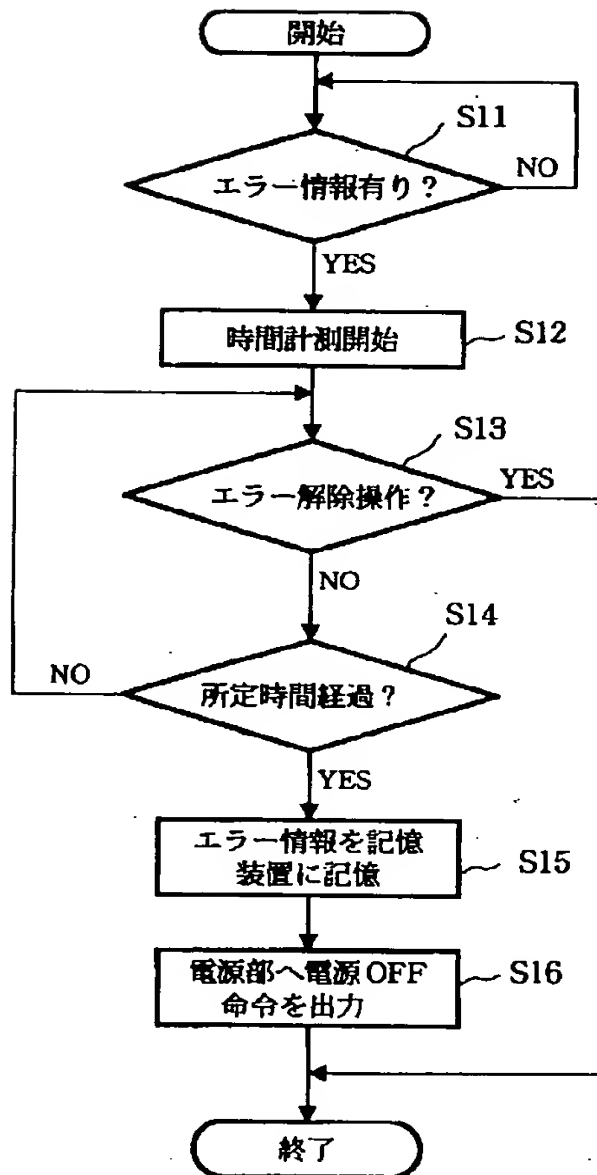 開始
S11
エラー情報有り？
NO
YES
時間計測開始
S12
S13
エラー解除操作？
YES
NO
S14
所定時間経過？
NO
YES
エラー情報を記憶
装置に記憶
S15
電源部へ電源OFF
命令を出力
S16
終了